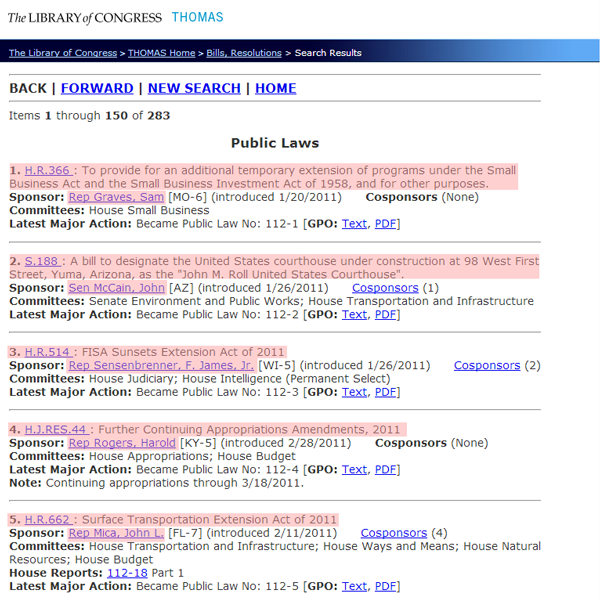 The LIBRARY of CONGRESS THOMAS
The Library of Congress > THOMAS Home > Bills, Resolutions > Search Results
BACK | FORWARD | NEW SEARCH | HOME
Items 1 through 150 of 283
Public Laws
1. H.R.366 : To provide for an additional temporary extension of programs under the Small
Business Act and the Small Business Investment Act of 1958, and for other purposes.
Sponsor: Rep Graves, Sam [MO-6] (introduced 1/20/2011) Cosponsors (None)
Committees: House Small Business
Latest Major Action: Became Public Law No: 112-1 [GPO: Text, PDF]
2. S.188 : A bill to designate the United States courthouse under construction at 98 West First
Street, Yuma, Arizona, as the "John M. Roll United States Courthouse".
Sponsor: Sen McCain, John [AZ] (introduced 1/26/2011) Cosponsors (1)
Committees: Senate Environment and Public Works; House Transportation and Infrastructure
Latest Major Action: Became Public Law No: 112-2 [GPO: Text, PDF]
3. H.R.514 : FISA Sunsets Extension Act of 2011
Sponsor: Rep Sensenbrenner, F. James, Jr. [WI-5] (introduced 1/26/2011) Cosponsors (2)
Committees: House Judiciary; House Intelligence (Permanent Select)
Latest Major Action: Became Public Law No: 112-3 [GPO: Text, PDF]
4. H.J.RES.44 : Further Continuing Appropriations Amendments, 2011
Sponsor: Rep Rogers, Harold [KY-5] (introduced 2/28/2011) Cosponsors (None)
Committees: House Appropriations; House Budget
Latest Major Action: Became Public Law No: 112-4 [GPO: Text, PDF]
Note: Continuing appropriations through 3/18/2011.
5. H.R.662 : Surface Transportation Extension Act of 2011
Sponsor: Rep Mica, John L. [FL-7] (introduced 2/11/2011) Cosponsors (4)
Committees: House Transportation and Infrastructure; House Ways and Means; House Natural
Resources; House Budget
House Reports: 112-18 Part 1
Latest Major Action: Became Public Law No: 112-5 [GPO: Text, PDF]